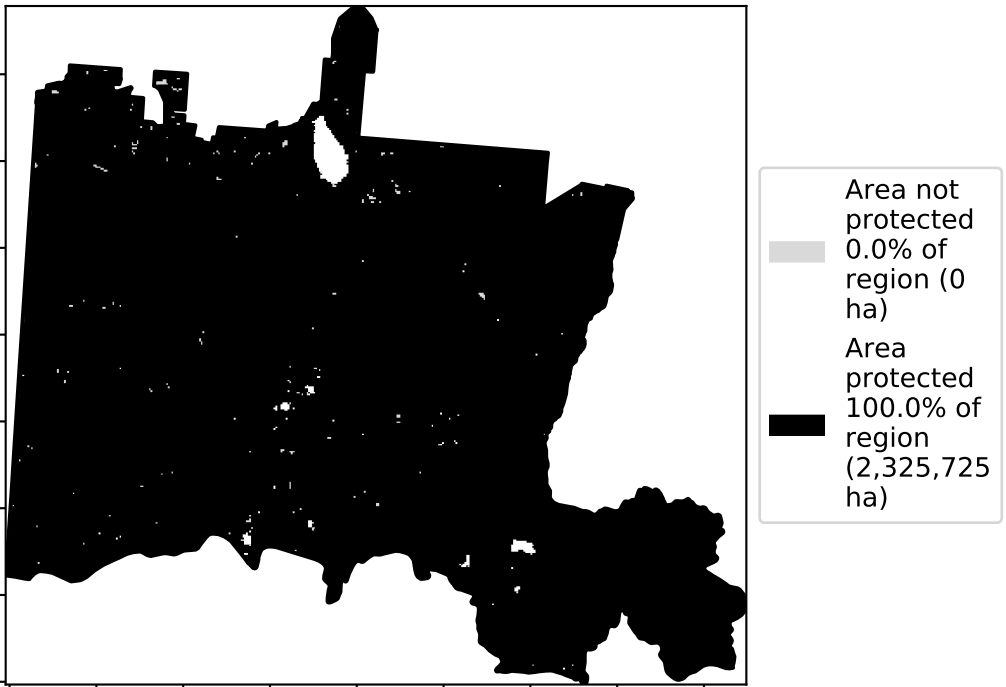 Area not
protected
0.0% of
region (0
ha)
Area
protected
100.0% of
region
(2,325,725
ha)